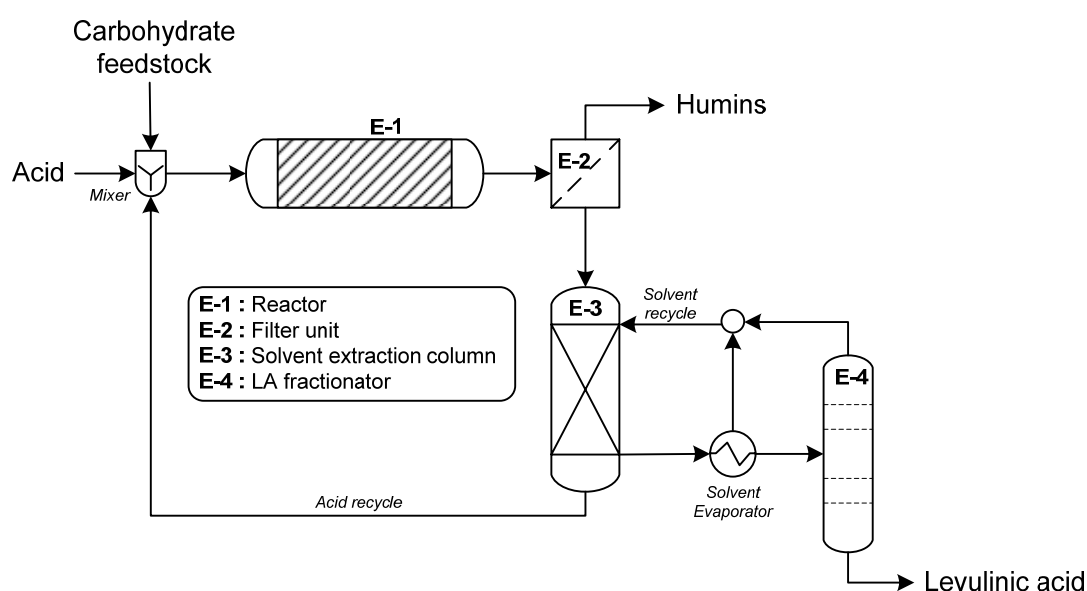 Carbohydrate
feedstock
Acid
Mixer
E-1
E-2
Humins
E-1 : Reactor
E-2 : Filter unit
E-3 : Solvent extraction column
E-4 : LA fractionator
E-3
Solvent
recycle
E-4
Solvent
Evaporator
Acid recycle
Levulinic acid